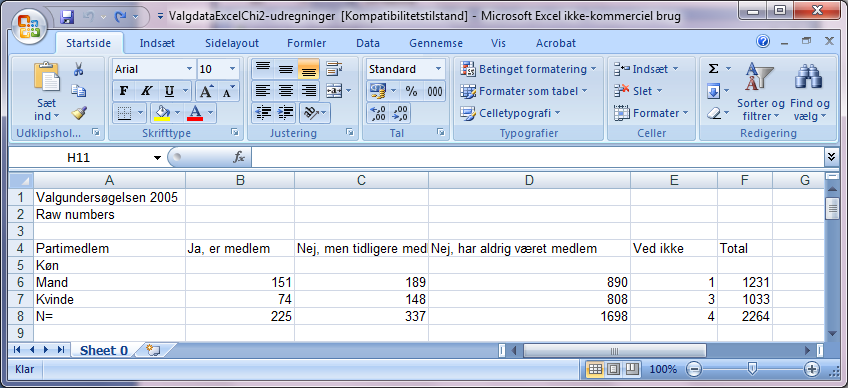 ValgdataExcelChi2-udregninger [Kompatibilitetstilstand] - Microsoft Excel ikke-kommerciel brug
Startside Indsæt Sidelayout Formler Data Gennemse Vis Acrobat
Arial 10 Standard Betinget formatering Indsæt Σ
Sæt ind F K U A A % 000 Formater som tabel Slet Sorter og filtrer Find og vælg
A ,00 ,0 Celletypografi Formater
Udklipshol... Skrifttype Justering Tal Typografier Celler Redigering
H11 fx
A B C D E F G
1 Valgundersøgelsen 2005
2 Raw numbers
3
4 Partimedlem Ja, er medlem Nej, men tidligere med Nej, har aldrig været medlem Ved ikke Total
5 Køn
6 Mand 151 189 890 1 1231
7 Kvinde 74 148 808 3 1033
8 N= 225 337 1698 4 2264
9
Sheet 0
Klar 100%